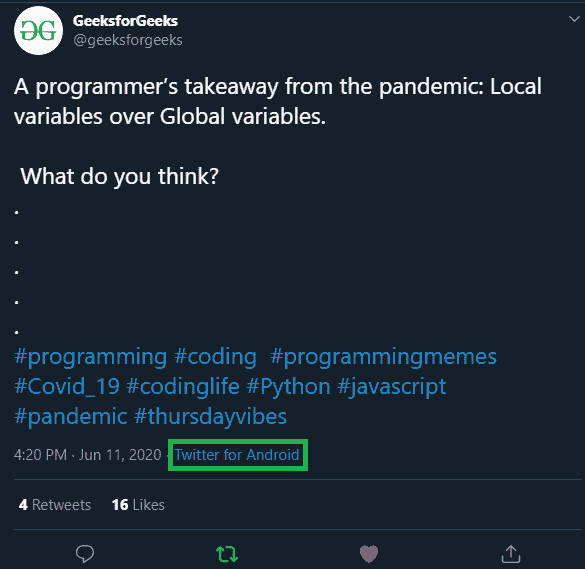 GeeksforGeeks
@geeksforgeeks
A programmer’s takeaway from the pandemic: Local
variables over Global variables.
What do you think?
.
.
.
.
.
#programming #coding #programmingmemes
#Covid_19 #codinglife #Python #javascript
#pandemic #thursdayvibes
4:20 PM · Jun 11, 2020 · Twitter for Android
4 Retweets 16 Likes